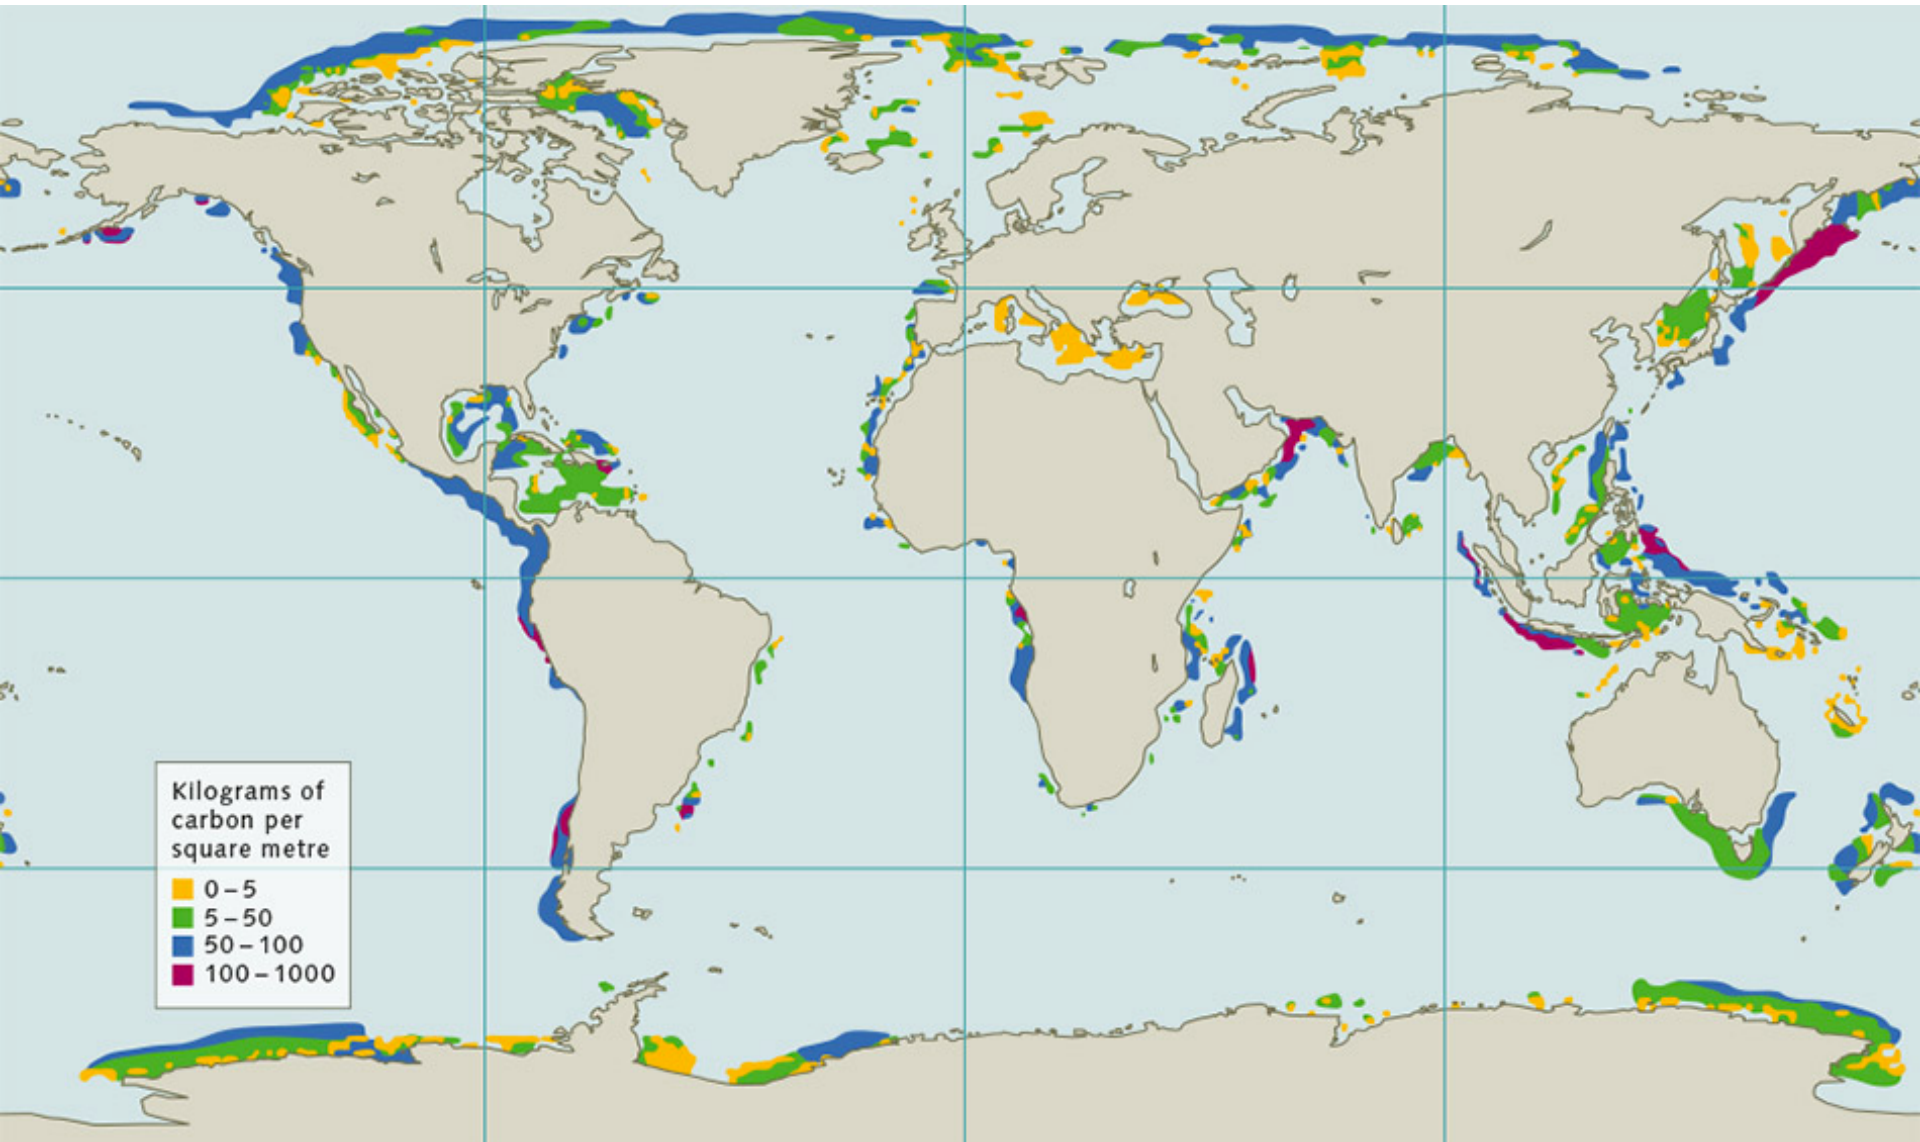 Kilograms of
carbon per
square metre
0–5
5–50
50–100
100–1000